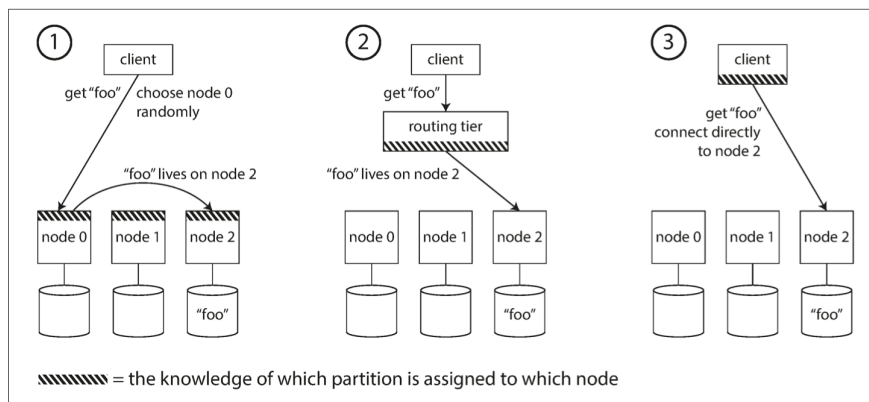 1
client
get “foo”
choose node 0
randomly
“foo” lives on node 2
node 0
node 1
node 2
“foo”
2
client
get “foo”
routing tier
“foo” lives on node 2
node 0
node 1
node 2
“foo”
3
client
get “foo”
connect directly
to node 2
node 0
node 1
node 2
“foo”
= the knowledge of which partition is assigned to which node